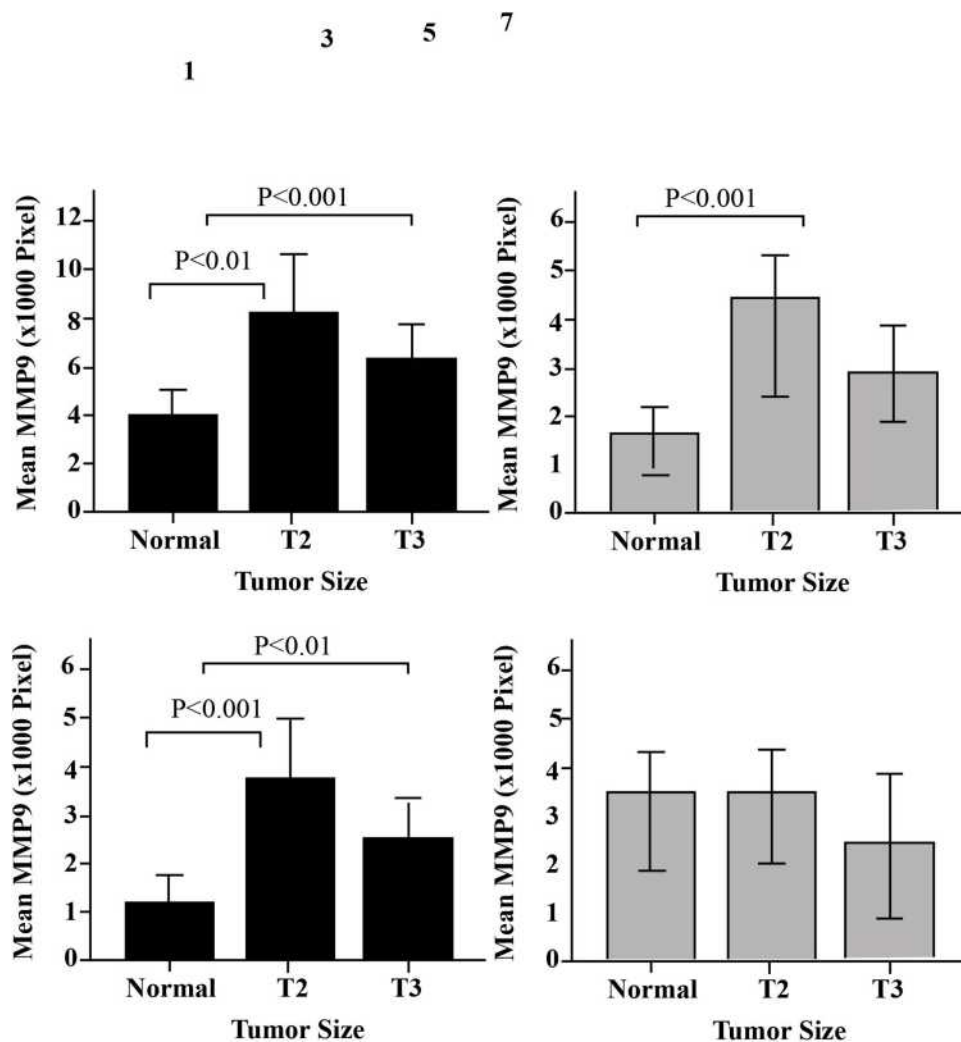 1 3 5 7
P<0.001
P<0.01
Mean MMP9 (x1000 Pixel)
12
10
8
6
4
2
0
Normal T2 T3
Tumor Size
P<0.001
Mean MMP9 (x1000 Pixel)
6
5
4
3
2
1
0
Normal T2 T3
Tumor Size
P<0.01
P<0.001
Mean MMP9 (x1000 Pixel)
6
5
4
3
2
1
0
Normal T2 T3
Tumor Size
Mean MMP9 (x1000 Pixel)
6
5
4
3
2
1
0
Normal T2 T3
Tumor Size